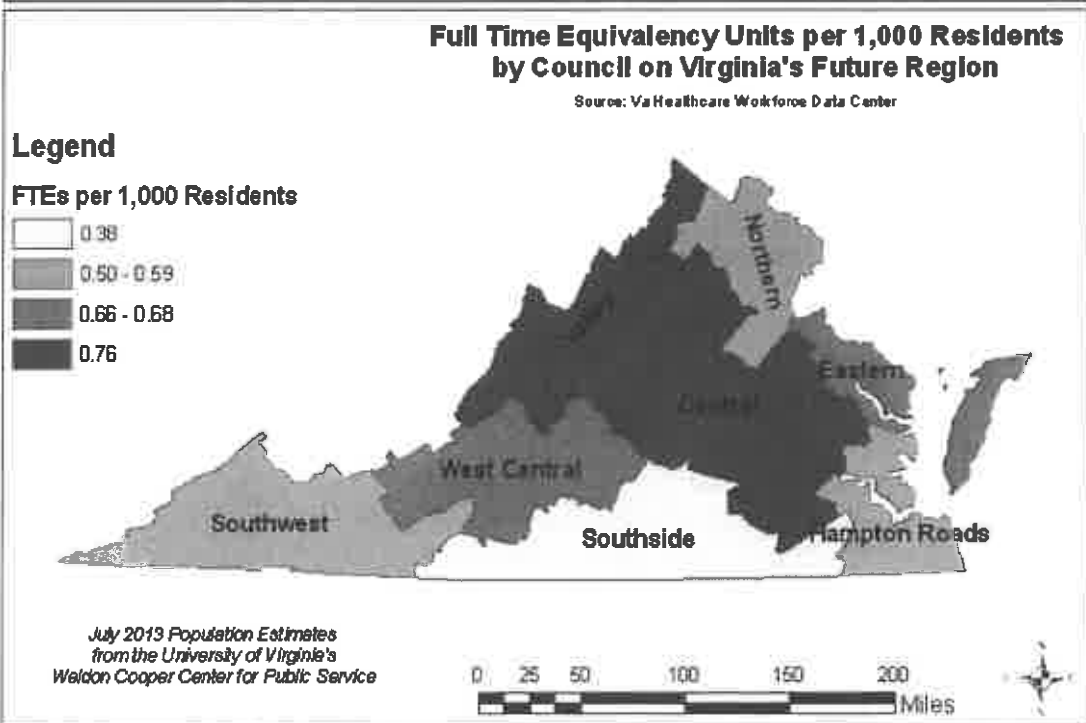 Full Time Equivalency Units per 1,000 Residents
by Council on Virginia's Future Region
Source: Va Healthcare Workforce Data Center
Legend
FTEs per 1,000 Residents
0.38
0.50 - 0.59
0.66 - 0.68
0.76
Northern
Eastern
Central
West Central
Southwest
Southside
Hampton Roads
July 2013 Population Estimates
from the University of Virginia's
Weldon Cooper Center for Public Service
0 25 50 100 150 200
Miles